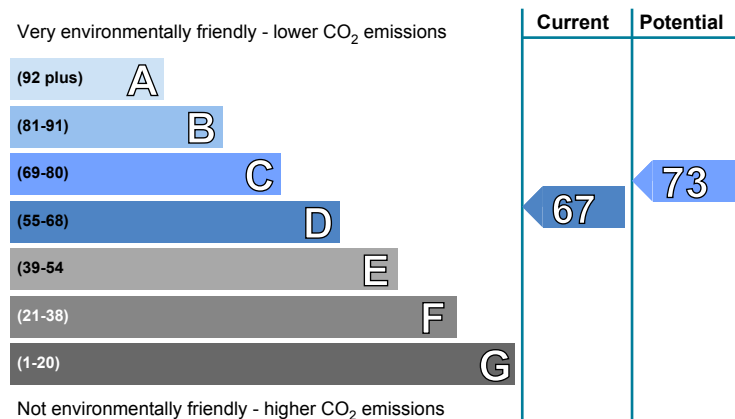 Very environmentally friendly - lower CO₂ emissions
Current
Potential
(92 plus) A
(81-91) B
(69-80) C
(55-68) D
(39-54 E
(21-38) F
(1-20) G
67
73
Not environmentally friendly - higher CO₂ emissions